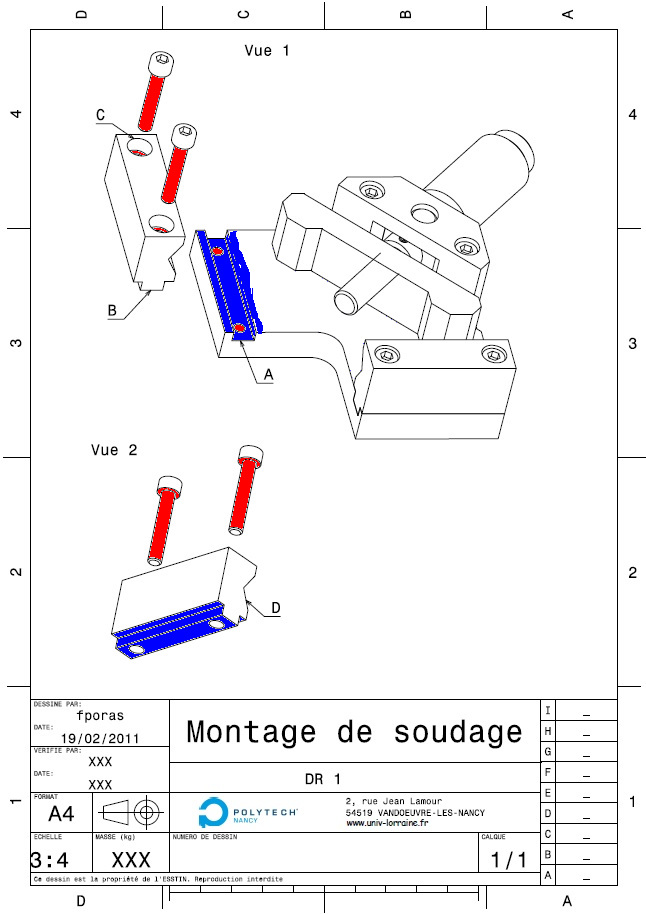 D C B A
Vue 1
4 4
C
B
A
3 3
Vue 2
D
2 2
DESSINE PAR:
fporas
DATE:
19/02/2011
VERIFIE PAR:
XXX
DATE:
XXX
Montage de soudage
DR 1
I _
H _
G _
F _
E _
D _
C _
B _
A _
1 1
FORMAT
A4
POLYTECH
NANCY
2, rue Jean Lamour
54519 VANDOEUVRE-LES-NANCY
www.univ-lorraine.fr
ECHELLE
3:4
MASSE (kg)
XXX
NUMERO DE DESSIN
CALQUE
1/1
Ce dessin est la propriété de l'ESSTIN. Reproduction interdite
D A